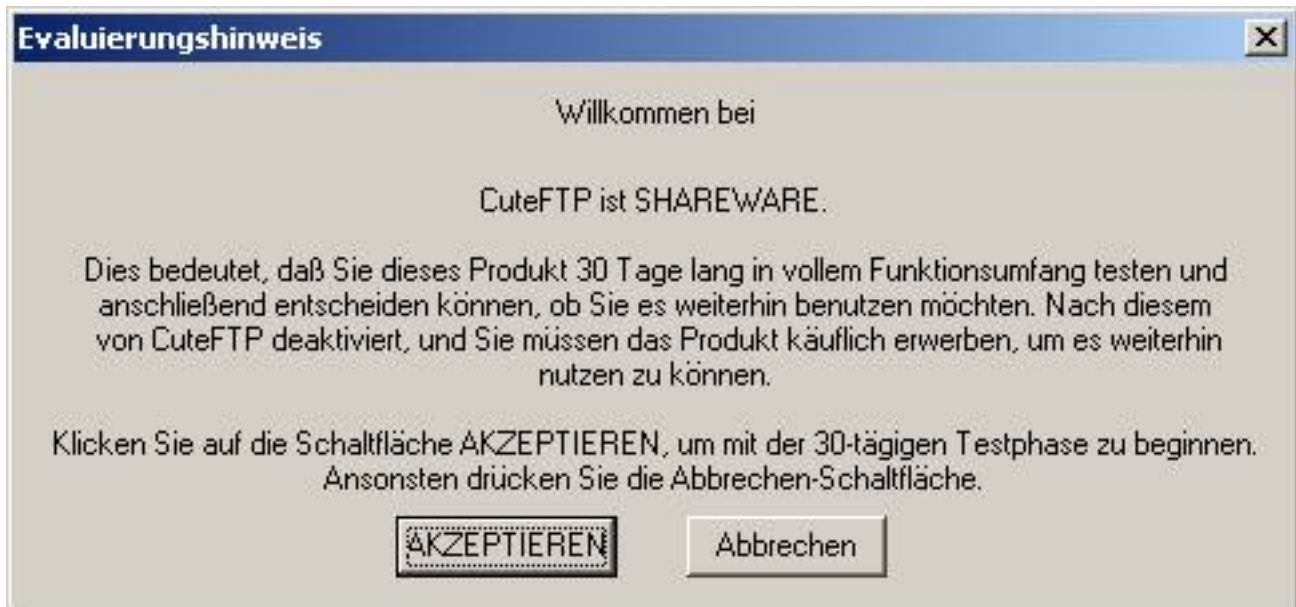 Evaluierungshinweis
Willkommen bei
CuteFTP ist SHAREWARE.
Dies bedeutet, daß Sie dieses Produkt 30 Tage lang in vollem Funktionsumfang testen und
anschließend entscheiden können, ob Sie es weiterhin benutzen möchten. Nach diesem
von CuteFTP deaktiviert, und Sie müssen das Produkt käuflich erwerben, um es weiterhin
nutzen zu können.
Klicken Sie auf die Schaltfläche AKZEPTIEREN, um mit der 30-tägigen Testphase zu beginnen.
Ansonsten drücken Sie die Abbrechen-Schaltfläche.
AKZEPTIEREN Abbrechen